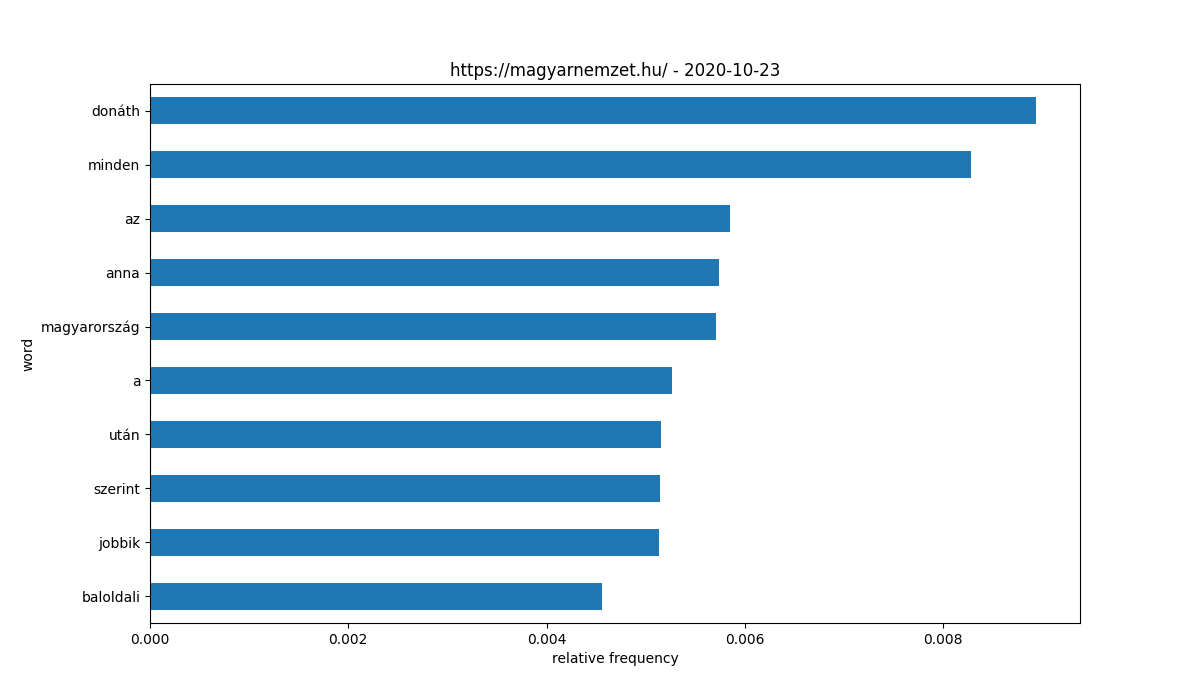 https://magyarnemzet.hu/ - 2020-10-23
donáth
minden
az
anna
magyarország
a
után
szerint
jobbik
baloldali
word
0.000 0.002 0.004 0.006 0.008
relative frequency